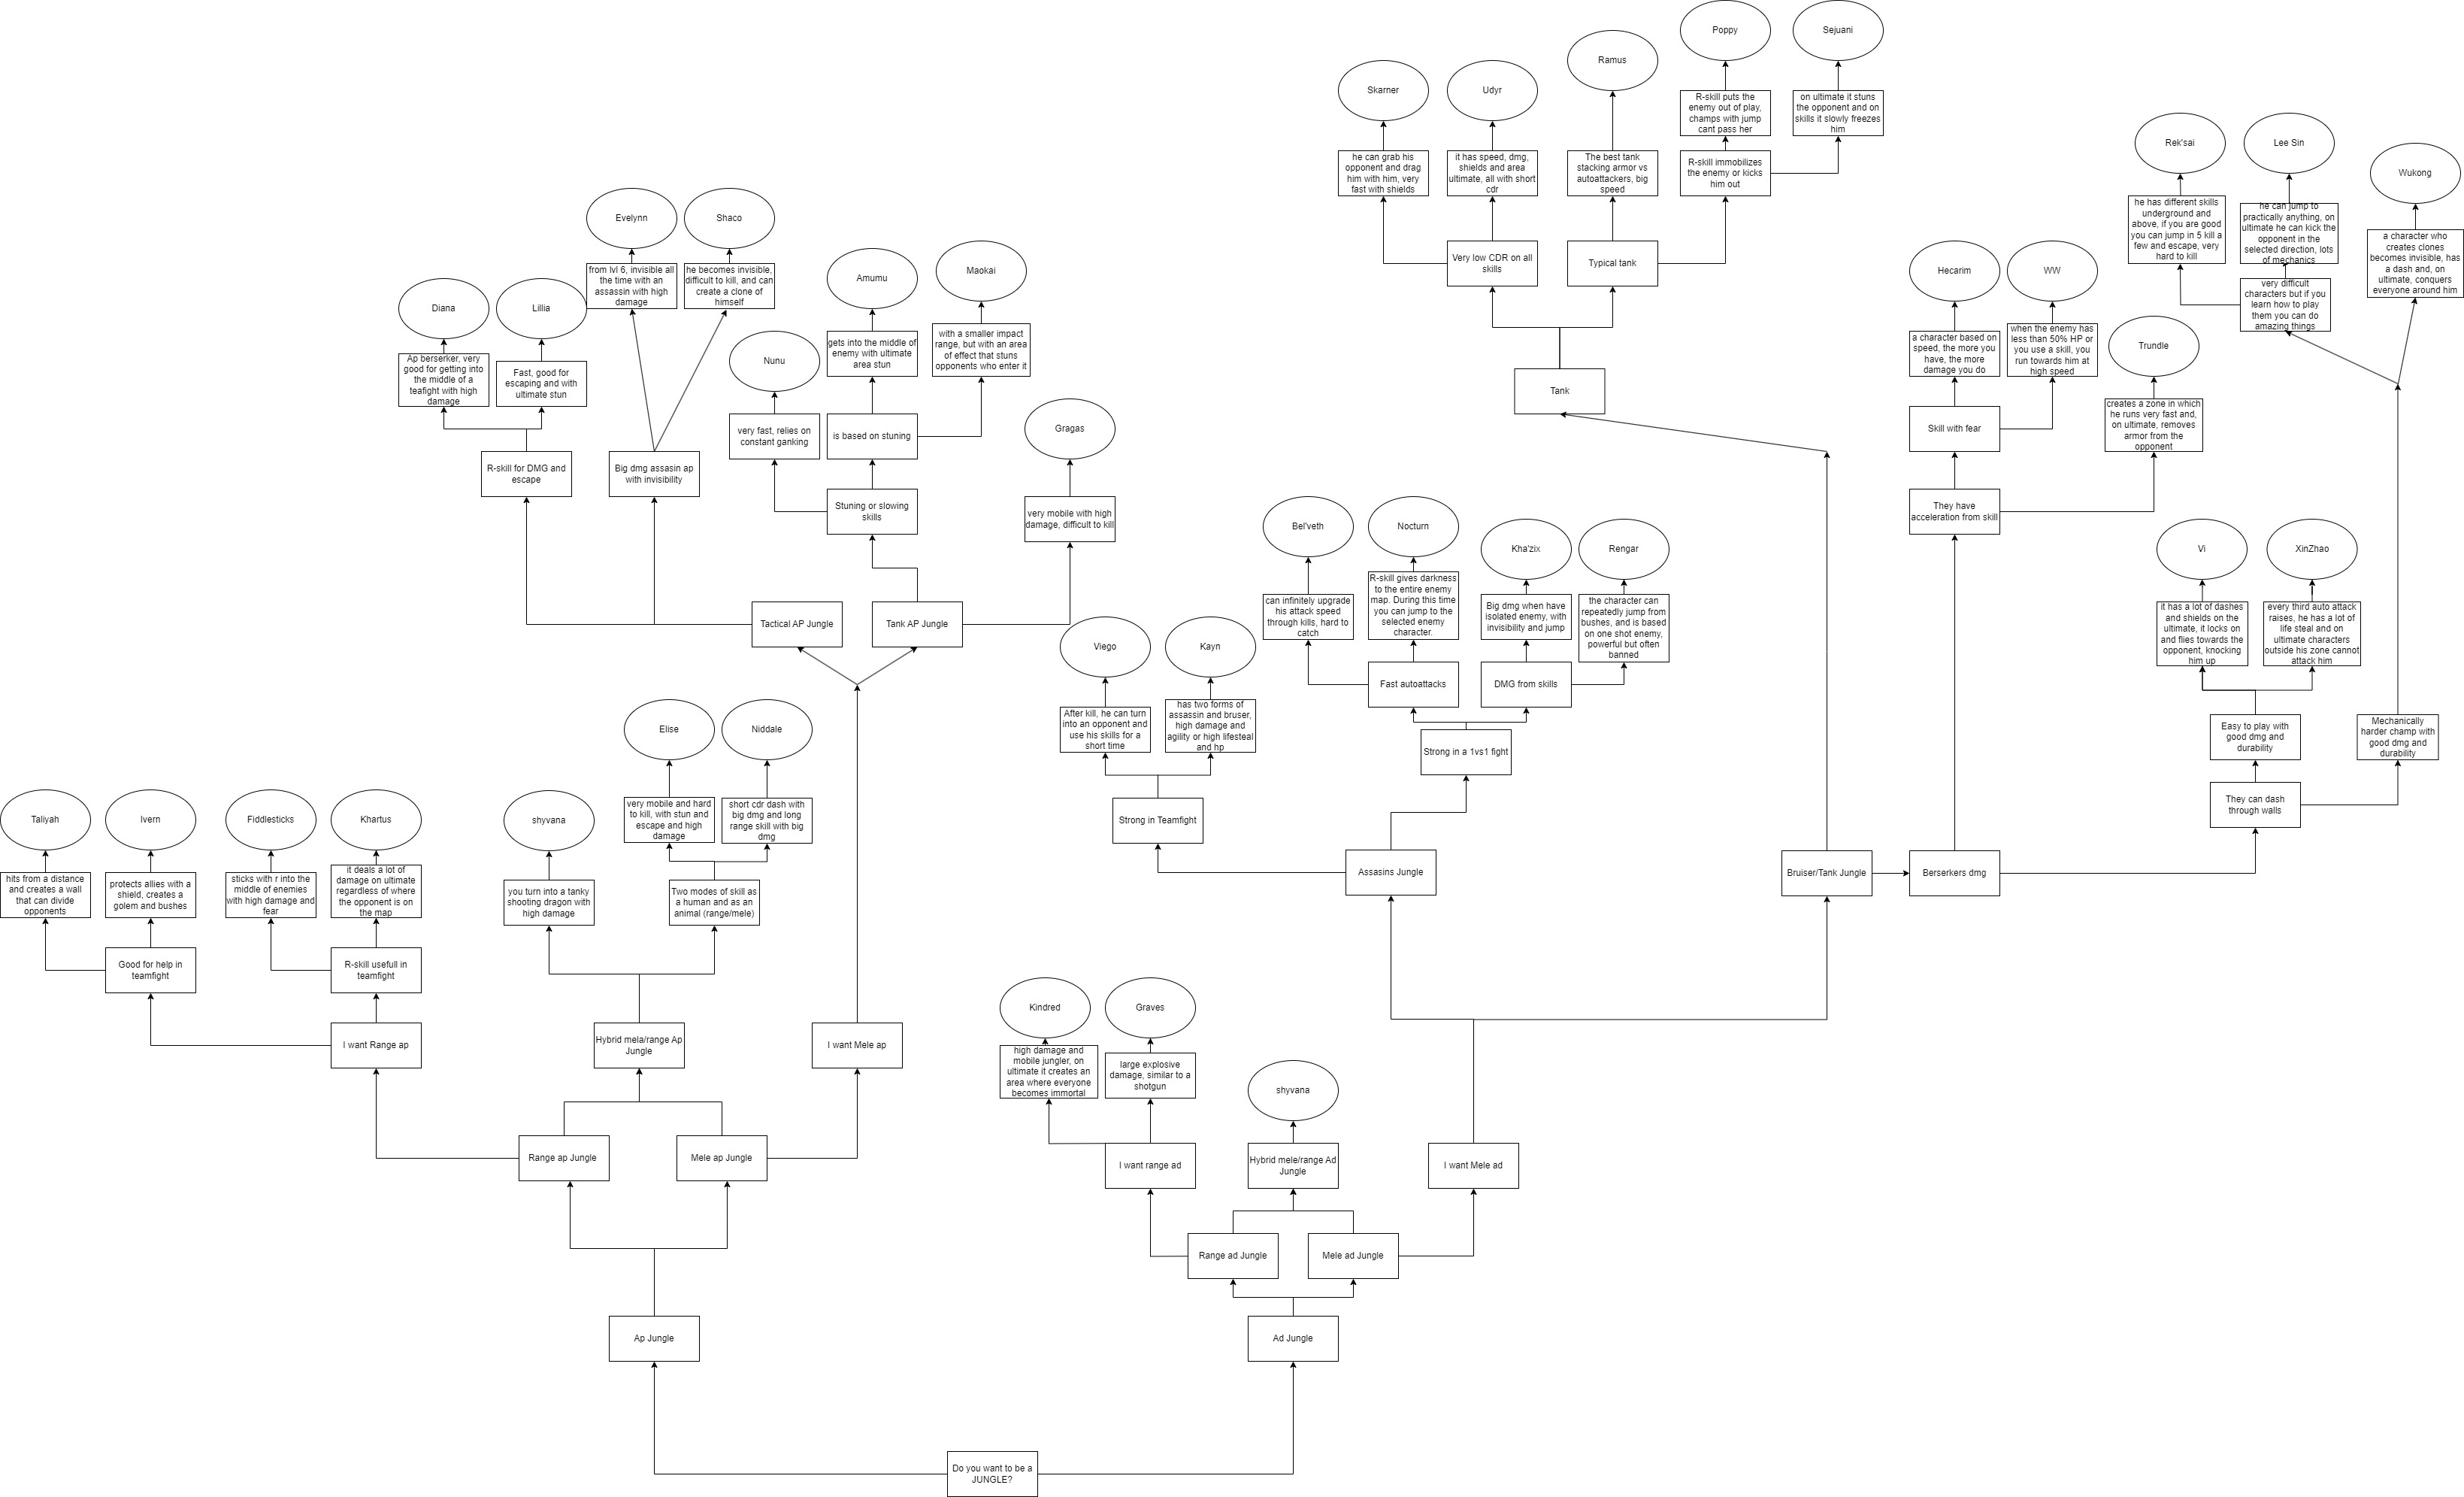 Poppy
Sejuani
Ramus
Skarner
Udyr
R-skill puts the
enemy out of play,
champs with jump
cant pass her
on ultimate it stuns
the opponent and on
skills it slowly freezes
him
Rek'sai
Lee Sin
Wukong
he can grab his
opponent and drag
him with him, very
fast with shields
it has speed, dmg,
shields and area
ultimate, all with short
cdr
The best tank
stacking armor vs
autoattackers, big
speed
R-skill immobilizes
the enemy or kicks
him out
he has different skills
underground and
above, if you are good
you can jump in 5 kill a
few and escape, very
hard to kill
he can jump to
practically anything, on
ultimate he can kick the
opponent in the
selected direction, lots
of mechanics
a character who
creates clones
becomes invisible, has
a dash and, on
ultimate, conquers
everyone around him
Evelynn
Shaco
Very low CDR on all
skills
Typical tank
Hecarim
WW
very difficult
characters but if you
learn how to play
them you can do
amazing things
from lvl 6, invisible all
the time with an
assassin with high
damage
he becomes invisible,
difficult to kill, and can
create a clone of
himself
Amumu
Maokai
Diana
Lillia
a character based on
speed, the more you
have, the more
damage you do
when the enemy has
less than 50% HP or
you use a skill, you
run towards him at
high speed
Trundle
Nunu
gets into the middle of
enemy with ultimate
area stun
with a smaller impact
range, but with an area
of effect that stuns
opponents who enter it
Ap berserker, very
good for getting into
the middle of a
teafight with high
damage
Fast, good for
escaping and with
ultimate stun
Tank
Skill with fear
creates a zone in which
he runs very fast and,
on ultimate, removes
armor from the
opponent
very fast, relies on
constant ganking
is based on stuning
Gragas
R-skill for DMG and
escape
Big dmg assasin ap
with invisibility
Stuning or slowing
skills
very mobile with high
damage, difficult to kill
They have
acceleration from skill
Bel'veth
Nocturn
Kha'zix
Rengar
Vi
XinZhao
can infinitely upgrade
his attack speed
through kills, hard to
catch
R-skill gives darkness
to the entire enemy
map. During this time
you can jump to the
selected enemy
character.
Big dmg when have
isolated enemy, with
invisibility and jump
the character can
repeatedly jump from
bushes, and is based
on one shot enemy,
powerful but often
banned
it has a lot of dashes
and shields on the
ultimate, it locks on
and flies towards the
opponent, knocking
him up
every third auto attack
raises, he has a lot of
life steal and on
ultimate characters
outside his zone cannot
attack him
Tactical AP Jungle
Tank AP Jungle
Viego
Kayn
Fast autoattacks
DMG from skills
After kill, he can turn
into an opponent and
use his skills for a
short time
has two forms of
assassin and bruser,
high damage and
agility or high lifesteal
and hp
Strong in a 1vs1 fight
Easy to play with
good dmg and
durability
Mechanically
harder champ with
good dmg and
durability
Elise
Niddale
Strong in Teamfight
They can dash
through walls
Taliyah
Ivern
Fiddlesticks
Khartus
shyvana
very mobile and hard
to kill, with stun and
escape and high
damage
short cdr dash with
big dmg and long
range skill with big
dmg
Assasins Jungle
Bruiser/Tank Jungle
Berserkers dmg
hits from a distance
and creates a wall
that can divide
opponents
protects allies with a
shield, creates a
golem and bushes
sticks with r into the
middle of enemies
with high damage and
fear
it deals a lot of
damage on ultimate
regardless of where
the opponent is on
the map
you turn into a tanky
shooting dragon with
high damage
Two modes of skill as
a human and as an
animal (range/mele)
Good for help in
teamfight
R-skill usefull in
teamfight
I want Range ap
Hybrid mela/range Ap
Jungle
I want Mele ap
Kindred
Graves
high damage and
mobile jungler, on
ultimate it creates an
area where everyone
becomes immortal
large explosive
damage, similar to a
shotgun
shyvana
Range ap Jungle
Mele ap Jungle
I want range ad
Hybrid mele/range Ad
Jungle
I want Mele ad
Range ad Jungle
Mele ad Jungle
Ap Jungle
Ad Jungle
Do you want to be a
JUNGLE?